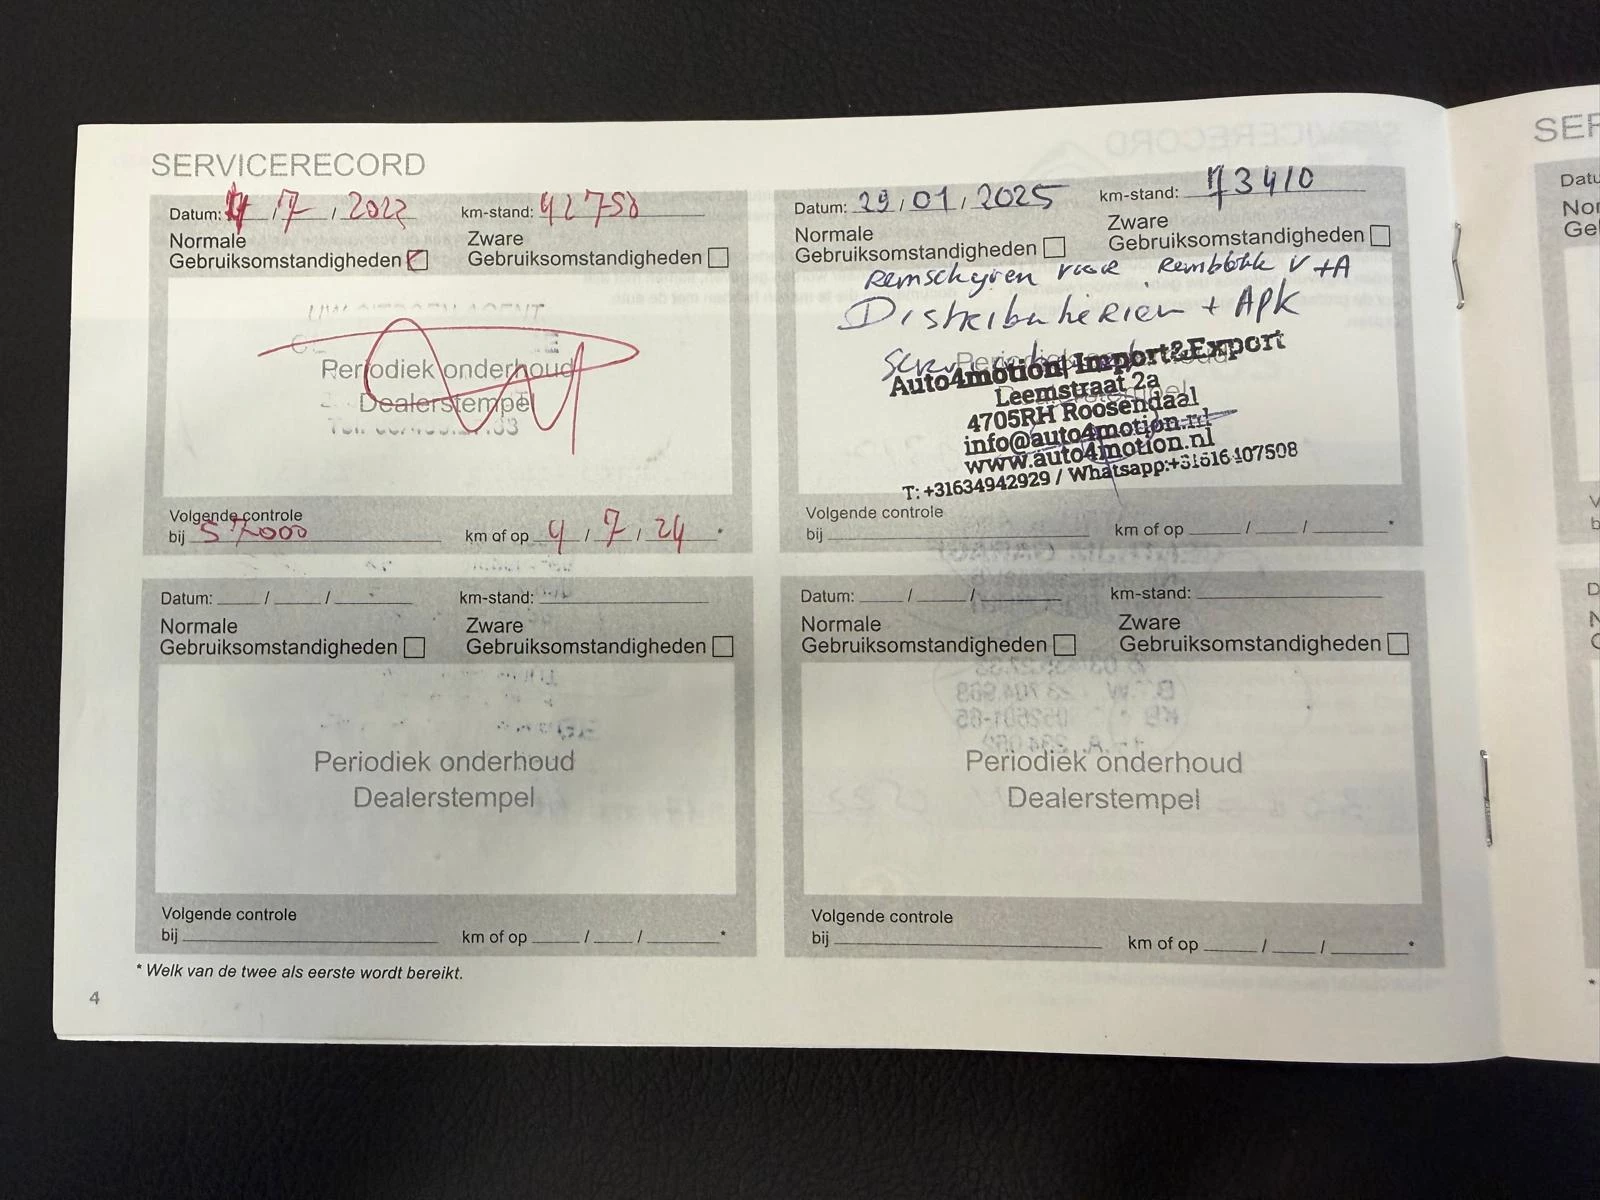 SERVICERECORD
Datum: 4 / 7 / 2023 km-stand: 42758
Normale Zware
Gebruiksomstandigheden Gebruiksomstandigheden
Periodiek onderhoud
Dealerstempel
Volgende controle
bij 57000 km of op 4 / 7 / 24 *
Datum: 29 / 01 / 2025 km-stand: 73410
Normale Zware
Gebruiksomstandigheden Gebruiksomstandigheden
Remschijven Remblokk V+A
Distributieriem + Apk
Auto4motion Import&Export
Leemstraat 2a
4705RH Roosendaal
info@auto4motion.nl
www.auto4motion.nl
T: +31634942929 / Whatsapp:+31616407508
Volgende controle
bij km of op / / *
Datum: / / km-stand:
Normale Zware
Gebruiksomstandigheden Gebruiksomstandigheden
Periodiek onderhoud
Dealerstempel
Volgende controle
bij km of op / / *
Datum: / / km-stand:
Normale Zware
Gebruiksomstandigheden Gebruiksomstandigheden
Periodiek onderhoud
Dealerstempel
Volgende controle
bij km of op / / *
* Welk van de twee als eerste wordt bereikt.
4